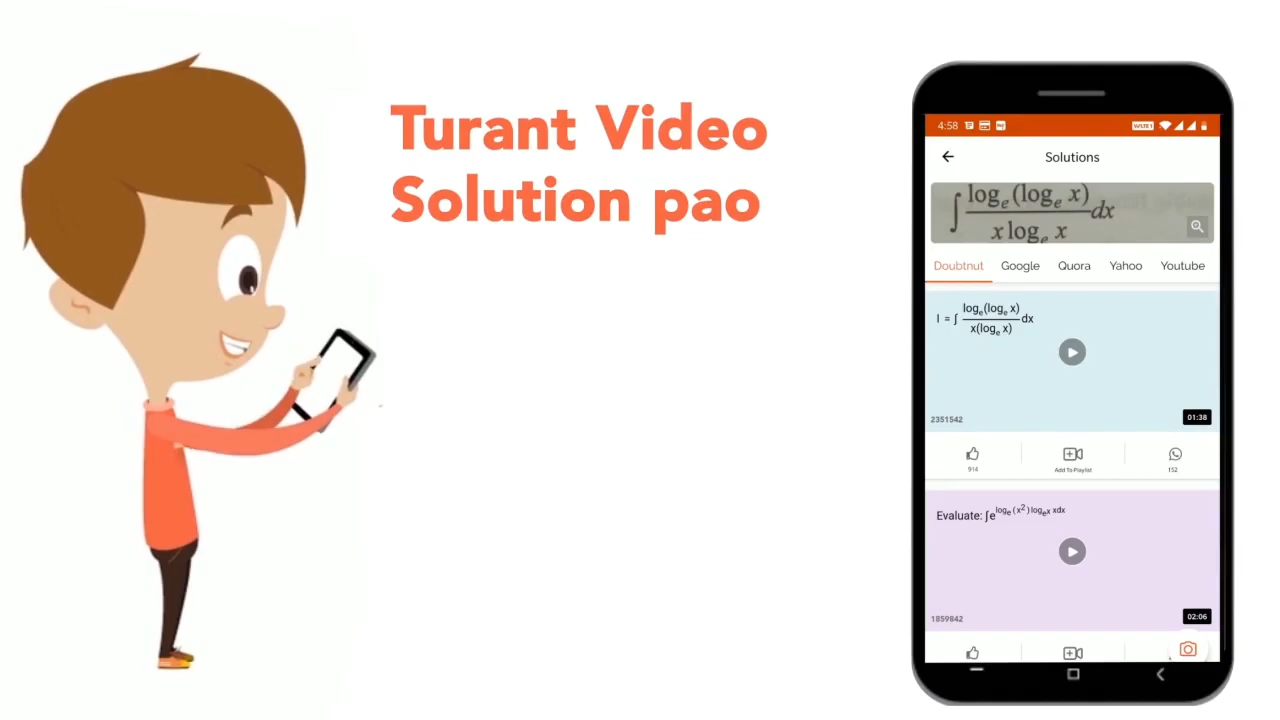 Turant Video
Solution pao
4:58
VoLTE1
Solutions
∫ logₑ(logₑ x) / x logₑ x dx
Doubtnut Google Quora Yahoo Youtube
I = ∫ logₑ(logₑ x) / x(logₑ x) dx
2351542 01:38
914 Add To Playlist 152
Evaluate: ∫e^logₑ(x²)logₑx xdx
1859842 02:06